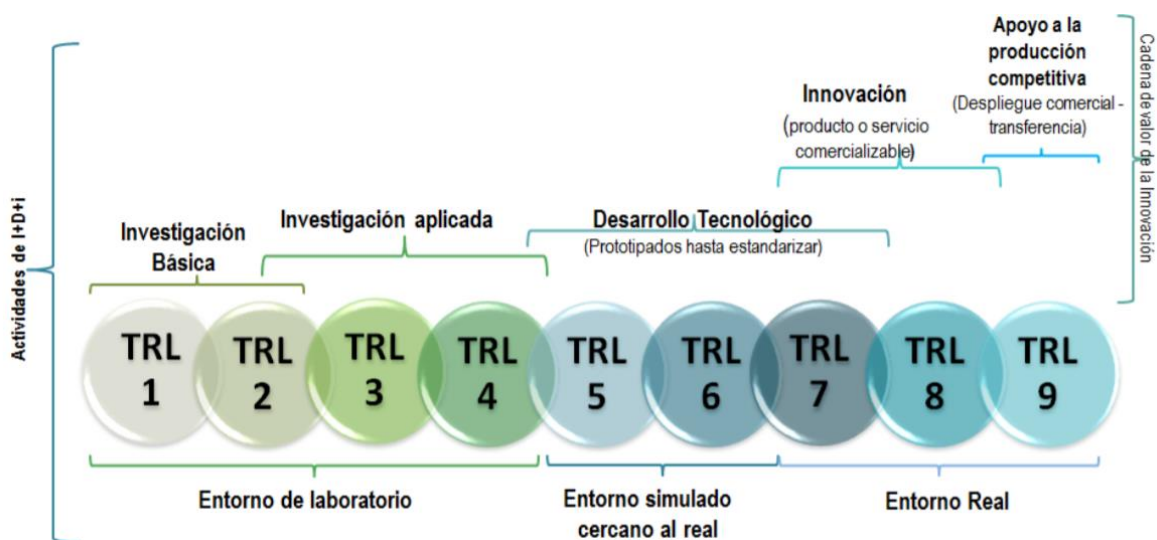 Apoyo a la
producción
competitiva
(Despliegue comercial -
transferencia)
Cadena de valor de la Innovación
Innovación
(producto o servicio
comercializable)
Actividades de I+D+i
Investigación
Básica
Investigación aplicada
Desarrollo Tecnológico
(Prototipados hasta estandarizar)
TRL
1
TRL
2
TRL
3
TRL
4
TRL
5
TRL
6
TRL
7
TRL
8
TRL
9
Entorno de laboratorio
Entorno simulado
cercano al real
Entorno Real